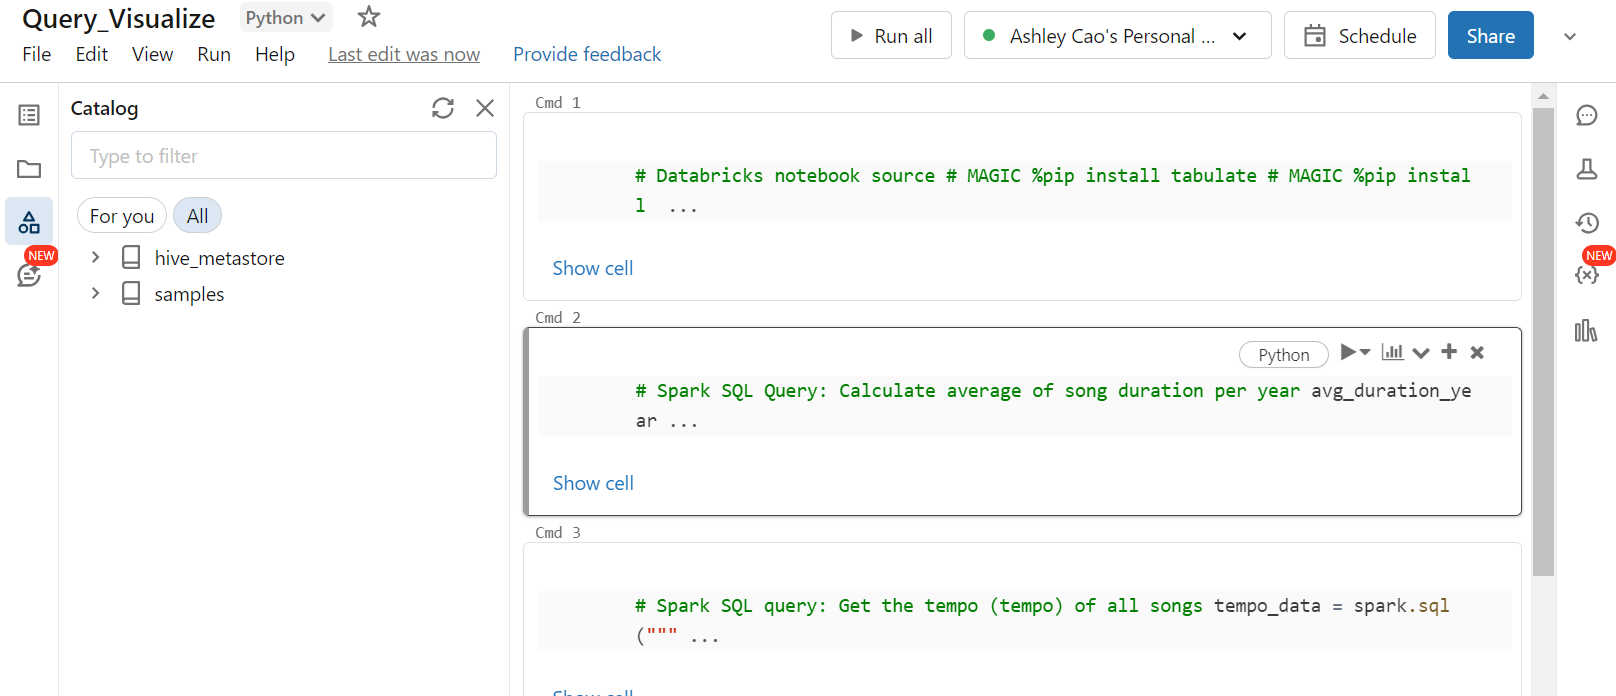 Query_Visualize Python
File Edit View Run Help Last edit was now Provide feedback
Run all
Ashley Cao's Personal ...
Schedule
Share
Catalog
Type to filter
For you All
hive_metastore
samples
NEW
Cmd 1
# Databricks notebook source # MAGIC %pip install tabulate # MAGIC %pip instal
l ...
Show cell
Cmd 2
Python
# Spark SQL Query: Calculate average of song duration per year avg_duration_ye
ar ...
Show cell
Cmd 3
# Spark SQL query: Get the tempo (tempo) of all songs tempo_data = spark.sql
(""" ...
Show cell
NEW